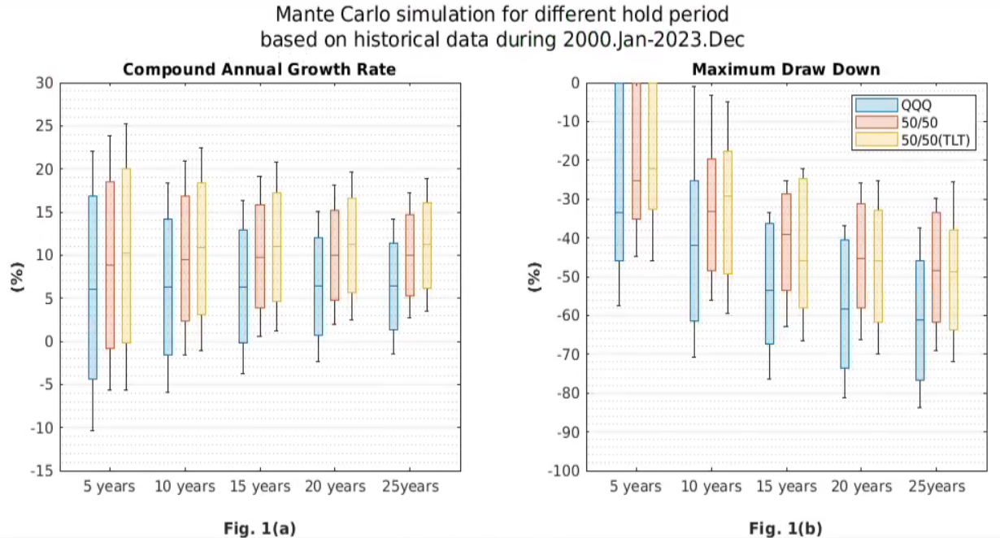 Mante Carlo simulation for different hold period
based on historical data during 2000.Jan-2023.Dec
Compound Annual Growth Rate
30
25
20
15
10
5
0
-5
-10
-15
(%)
5 years 10 years 15 years 20 years 25years
Fig. 1(a)
Maximum Draw Down
0
-10
-20
-30
-40
-50
-60
-70
-80
-90
-100
(%)
QQQ
50/50
50/50(TLT)
5 years 10 years 15 years 20 years 25years
Fig. 1(b)